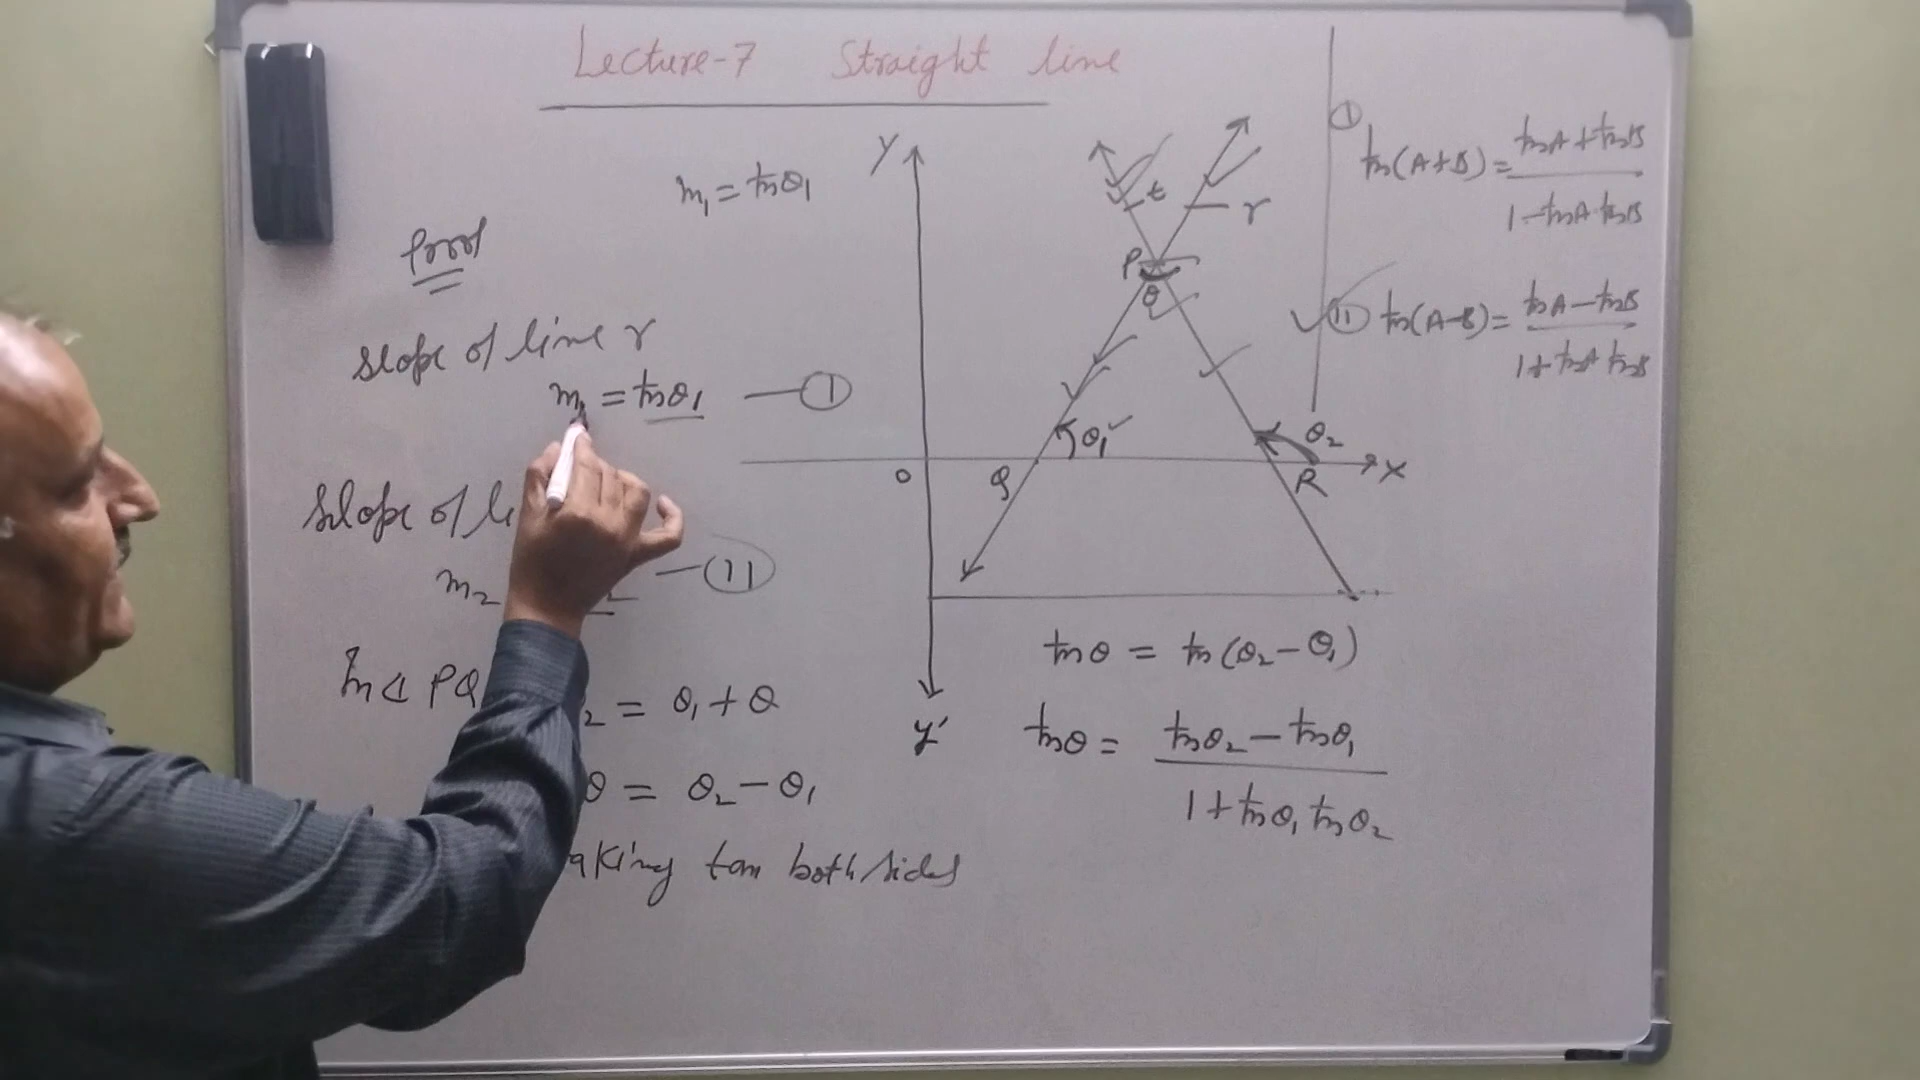 Lecture-7 Straight line
m₁ = tanθ₁
Proof
Slope of line r
m₁ = tanθ₁ — (I)
Slope of li
m₂ — (II)
In Δ PQ
₂ = θ₁ + θ
θ = θ₂ - θ₁
aking tan both sides
Y
t
r
P
θ
θ₁
θ₂
O
Q
R
X
Y'
tanθ = tan(θ₂ - θ₁)
tanθ = tanθ₂ - tanθ₁
1 + tanθ₁ tanθ₂
(I) tan(A+B) = tanA + tanB
1 - tanA tanB
(II) tan(A-B) = tanA - tanB
1 + tanA tanB